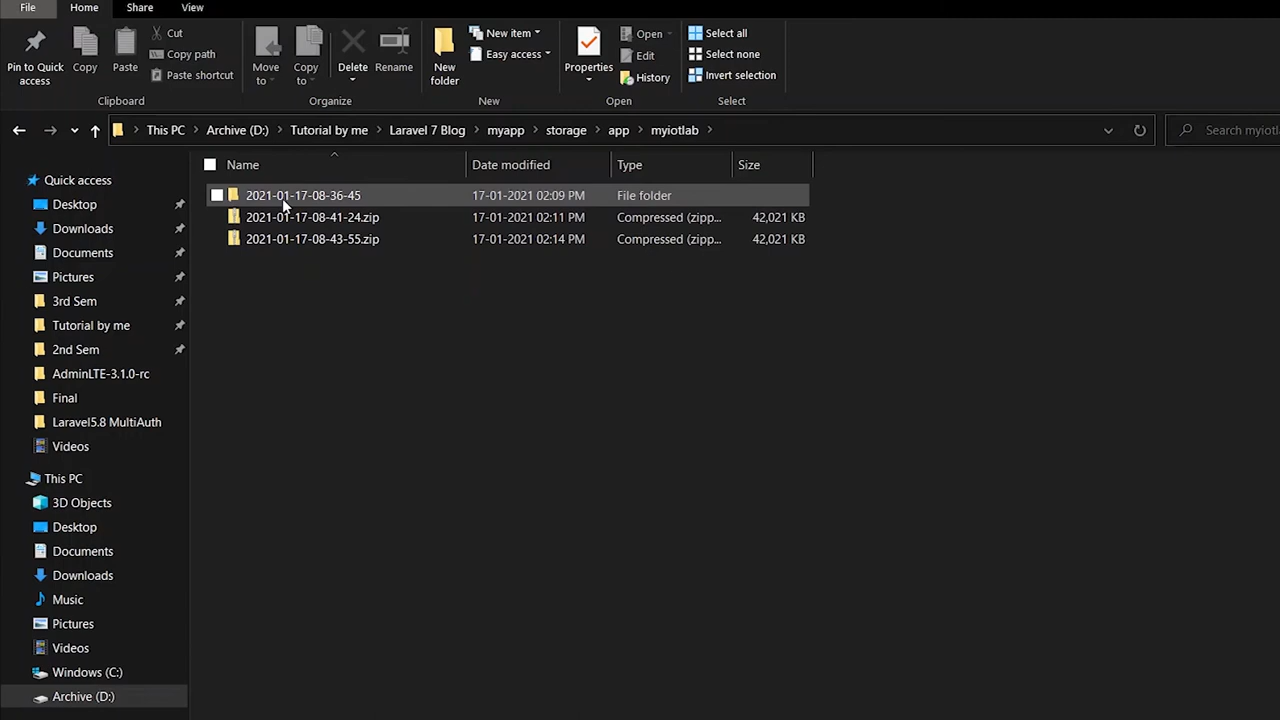 File Home Share View
Pin to Quick access
Copy
Paste
Cut
Copy path
Paste shortcut
Clipboard
Move to
Copy to
Delete
Rename
Organize
New folder
New item
Easy access
New
Properties
Open
Edit
History
Open
Select all
Select none
Invert selection
Select
This PC > Archive (D:) > Tutorial by me > Laravel 7 Blog > myapp > storage > app > myiotlab >
Search myiotl
Name Date modified Type Size
2021-01-17-08-36-45 17-01-2021 02:09 PM File folder
2021-01-17-08-41-24.zip 17-01-2021 02:11 PM Compressed (zipp... 42,021 KB
2021-01-17-08-43-55.zip 17-01-2021 02:14 PM Compressed (zipp... 42,021 KB
Quick access
Desktop
Downloads
Documents
Pictures
3rd Sem
Tutorial by me
2nd Sem
AdminLTE-3.1.0-rc
Final
Laravel5.8 MultiAuth
Videos
This PC
3D Objects
Desktop
Documents
Downloads
Music
Pictures
Videos
Windows (C:)
Archive (D:)